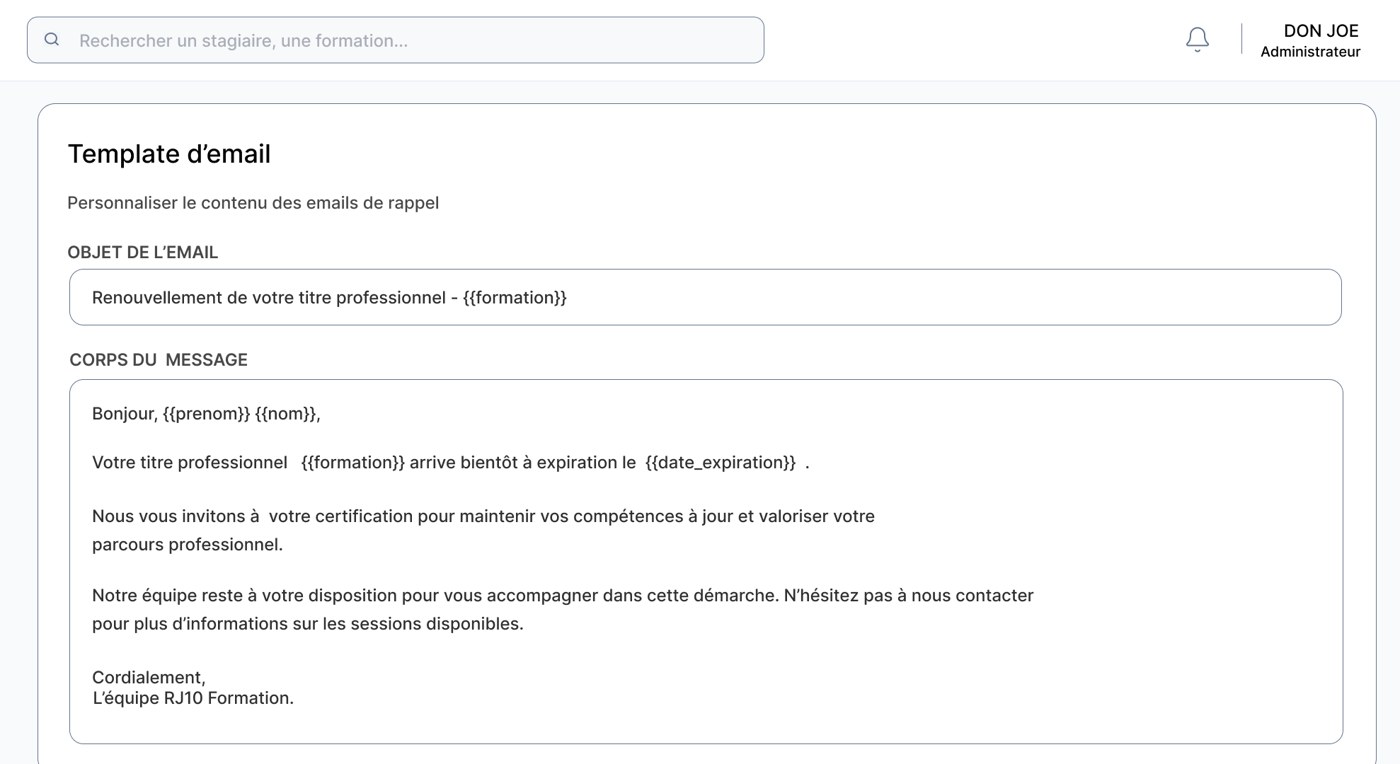 Rechercher un stagiaire, une formation...
DON JOE
Administrateur
Template d’email
Personnaliser le contenu des emails de rappel
OBJET DE L’EMAIL
Renouvellement de votre titre professionnel - {{formation}}
CORPS DU  MESSAGE
Bonjour, {{prenom}} {{nom}},
Votre titre professionnel   {{formation}} arrive bientôt à expiration le  {{date_expiration}}  .
Nous vous invitons à  votre certification pour maintenir vos compétences à jour et valoriser votre
parcours professionnel.
Notre équipe reste à votre disposition pour vous accompagner dans cette démarche. N’hésitez pas à nous contacter
pour plus d’informations sur les sessions disponibles.
Cordialement,
L’équipe RJ10 Formation.